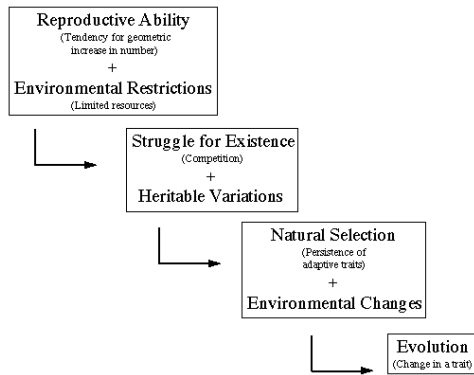 Reproductive Ability
(Tendency for geometric
increase in number)
+
Environmental Restrictions
(Limited resources)
Struggle for Existence
(Competition)
+
Heritable Variations
Natural Selection
(Persistence of
adaptive traits)
+
Environmental Changes
Evolution
(Change in a trait)